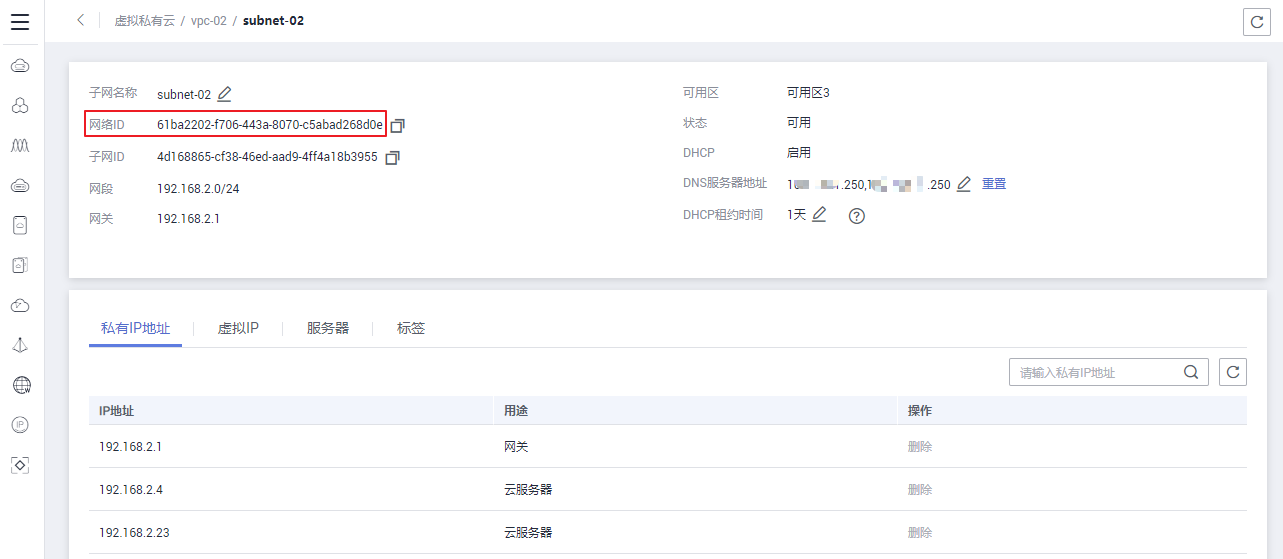 虚拟私有云 / vpc-02 / subnet-02
子网名称 subnet-02
网络ID 61ba2202-f706-443a-8070-c5abad268d0e
子网ID 4d168865-cf38-46ed-aad9-4ff4a18b3955
网段 192.168.2.0/24
网关 192.168.2.1
可用区 可用区3
状态 可用
DHCP 启用
DNS服务器地址 .250, .250 重置
DHCP租约时间 1天
私有IP地址 虚拟IP 服务器 标签
请输入私有IP地址
IP地址 用途 操作
192.168.2.1 网关 删除
192.168.2.4 云服务器 删除
192.168.2.23 云服务器 删除